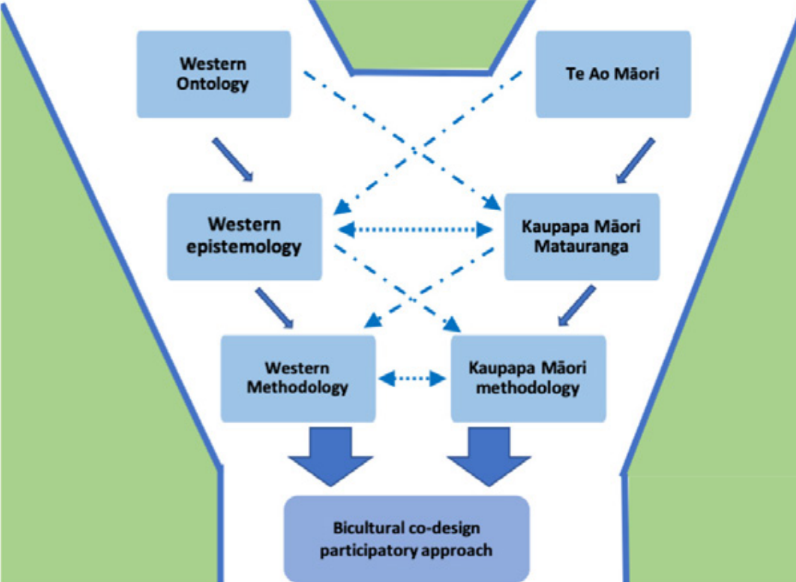 Western
Ontology
Te Ao Māori
Western
epistemology
Kaupapa Māori
Matauranga
Western
Methodology
Kaupapa Māori
methodology
Bicultural co-design
participatory approach